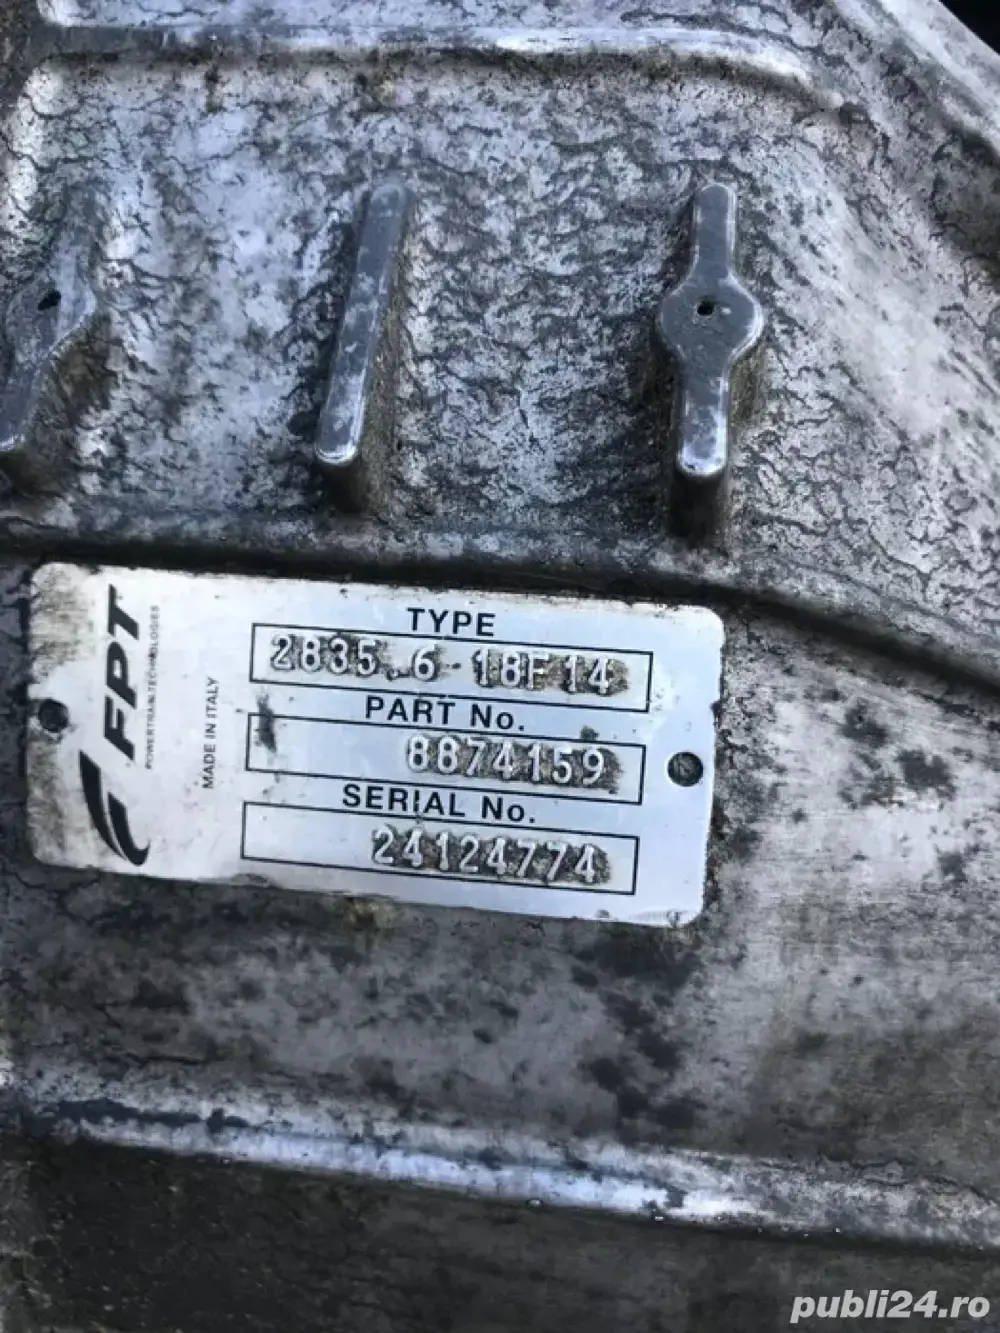 FPT
POWERTRAIN TECHNOLOGIES
MADE IN ITALY
TYPE
2835.6 18F14
PART No.
8874159
SERIAL No.
24124774
publi24.ro